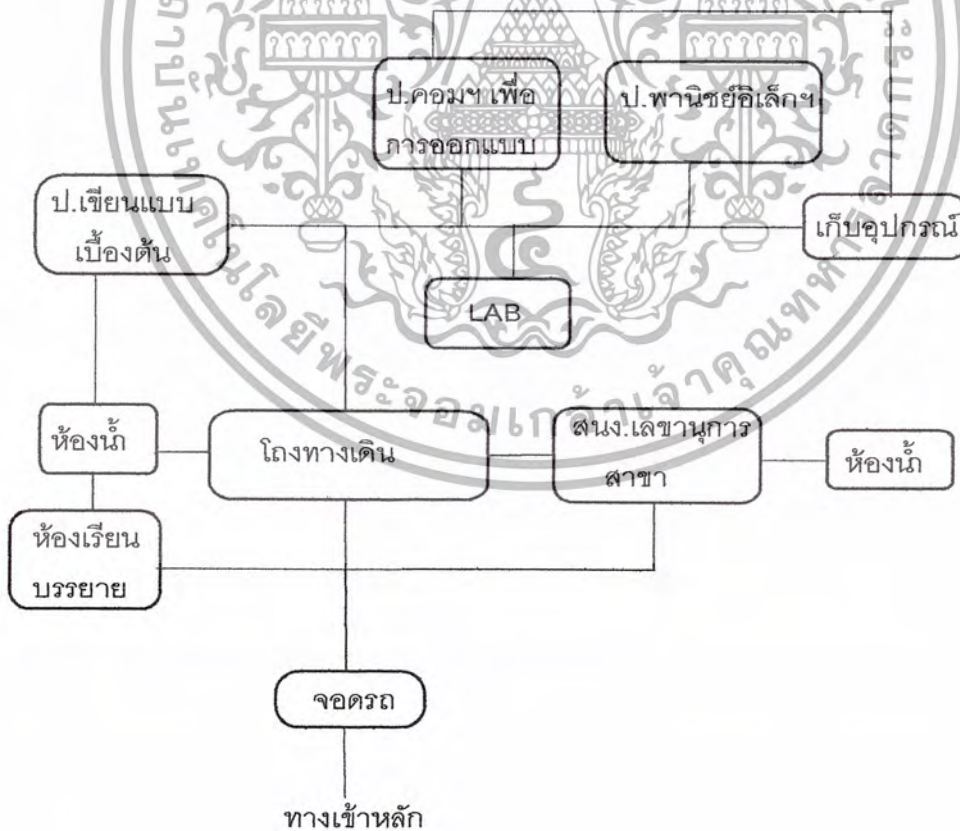 ป.คอมฯ เพื่อ
การออกแบบ
ป.พานิชย์อิเล็กฯ
ป.เขียนแบบ
เบื้องต้น
เก็บอุปกรณ์
LAB
ห้องน้ำ
โถงทางเดิน
สนง.เลขานุการ
สาขา
ห้องน้ำ
ห้องเรียน
บรรยาย
จอดรถ
ทางเข้าหลัก